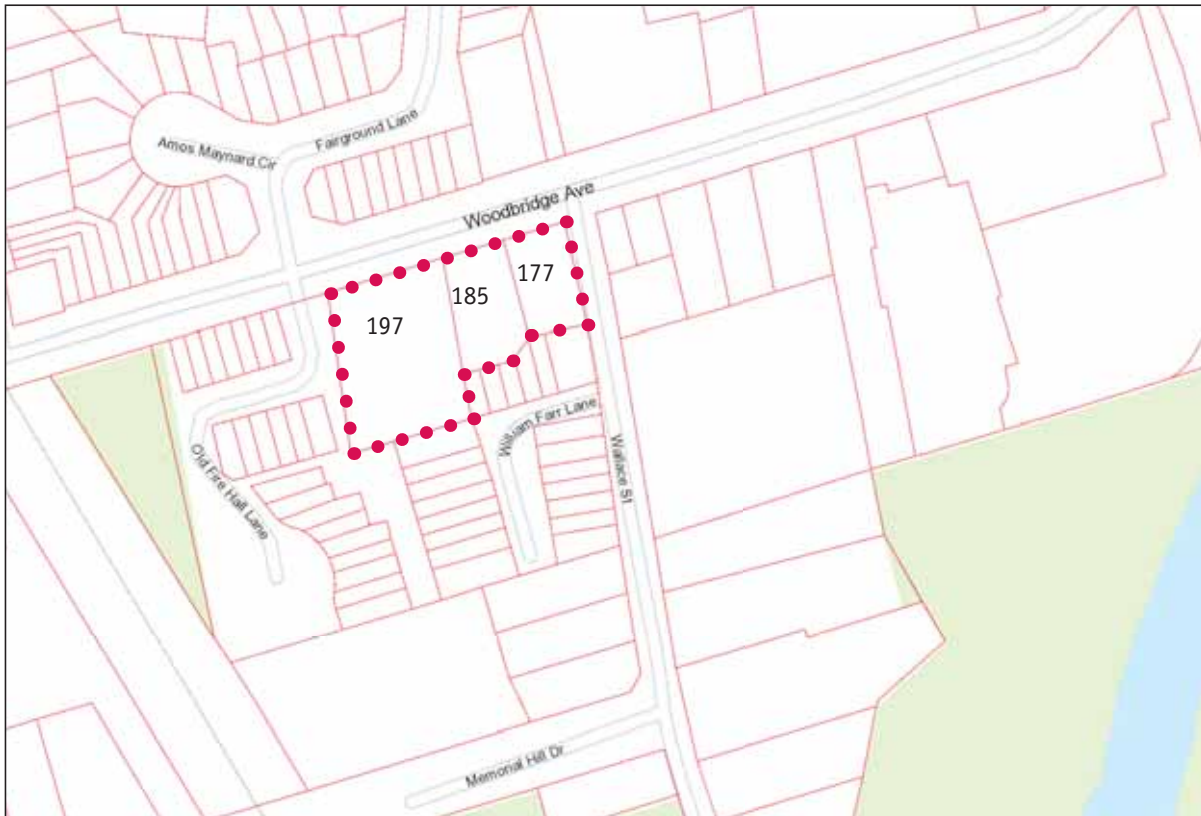 Amos Maynard Cir
Fairground Lane
Woodbridge Ave
177
185
197
William Farr Lane
Wallace St
Old Fire Hall Lane
Memorial Hill Dr